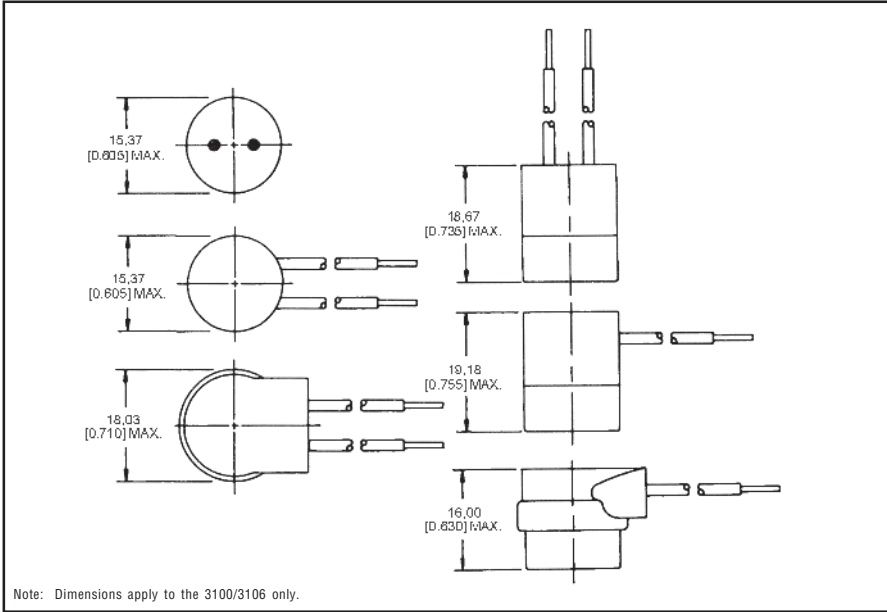 15,37
[0.605] MAX.
15,37
[0.605] MAX.
18,03
[0.710] MAX.
18,67
[0.735] MAX.
19,18
[0.755] MAX.
16,00
[0.630] MAX.
Note: Dimensions apply to the 3100/3106 only.